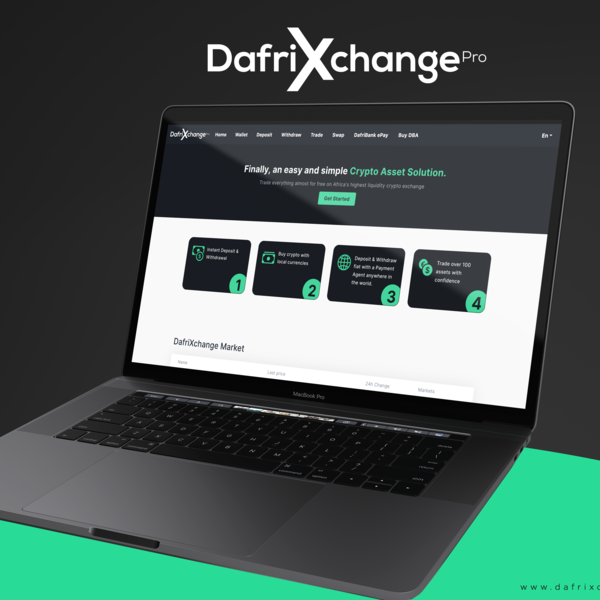 DafriXchange Pro
DafriXchange
Home Wallet Deposit Withdraw Trade Swap DafriBank ePay Buy DBA En
Finally, an easy and simple Crypto Asset Solution.
Trade everything almost for free on Africa's highest liquidity crypto exchange
Get Started
Instant Deposit &
Withdrawal
1
Buy crypto with
local currencies
2
Deposit & Withdraw
fiat with a Payment
Agent anywhere in
the world.
3
Trade over 100
assets with
confidence
4
DafriXchange Market
Name Last price 24h Change Markets
MacBook Pro
www.dafrixc